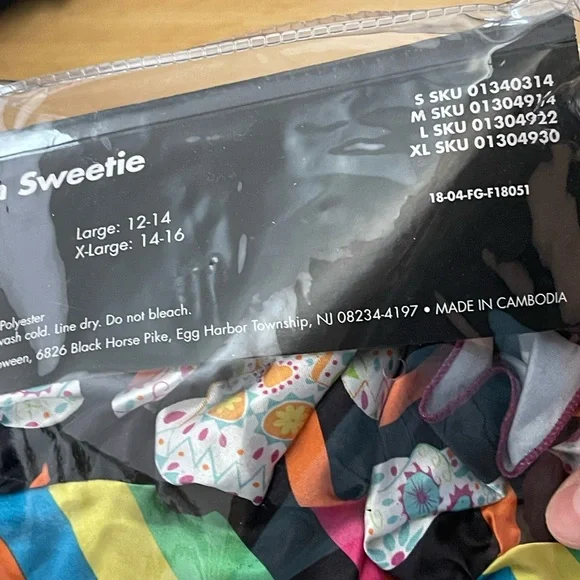 S SKU 01340314
M SKU 01304914
L SKU 01304922
XL SKU 01304930
18-04-FG-F18051
Sweetie
Large: 12-14
X-Large: 14-16
Polyester
wash cold. Line dry. Do not bleach.
6826 Black Horse Pike, Egg Harbor Township, NJ 08234-4197 • MADE IN CAMBODIA